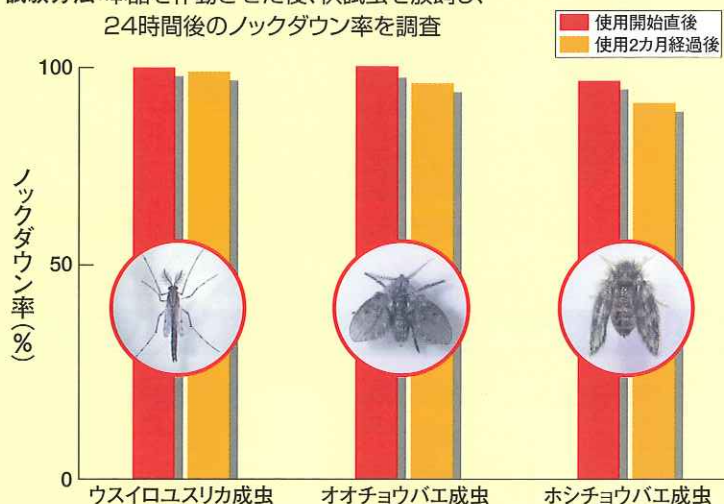 24時間後のノックダウン率を調査
使用開始直後
使用2カ月経過後
ノックダウン率(%)
100
50
0
ウスイロユスリカ成虫
オオチョウバエ成虫
ホシチョウバエ成虫